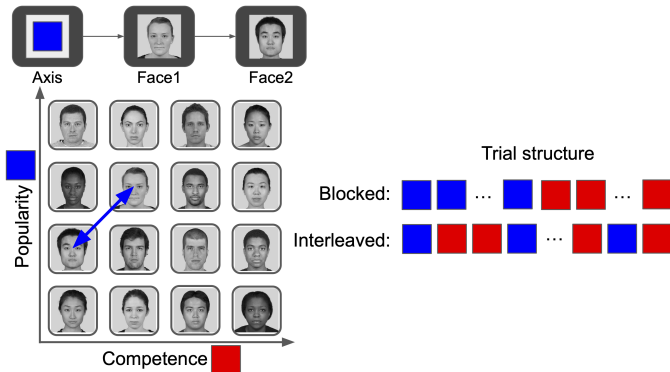 Axis
Face1
Face2
Popularity
Competence
Trial structure
Blocked: ... ...
Interleaved: ...